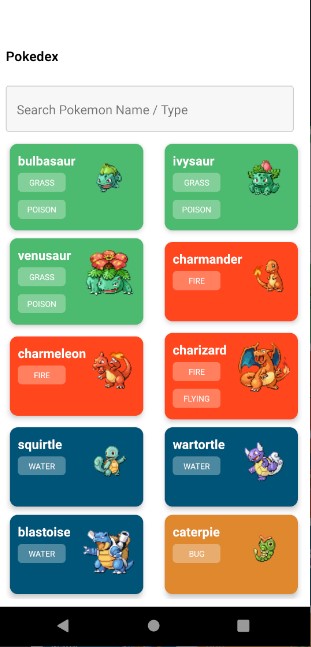 Pokedex
Search Pokemon Name / Type
bulbasaur
GRASS
POISON
ivysaur
GRASS
POISON
venusaur
GRASS
POISON
charmander
FIRE
charmeleon
FIRE
charizard
FIRE
FLYING
squirtle
WATER
wartortle
WATER
blastoise
WATER
caterpie
BUG